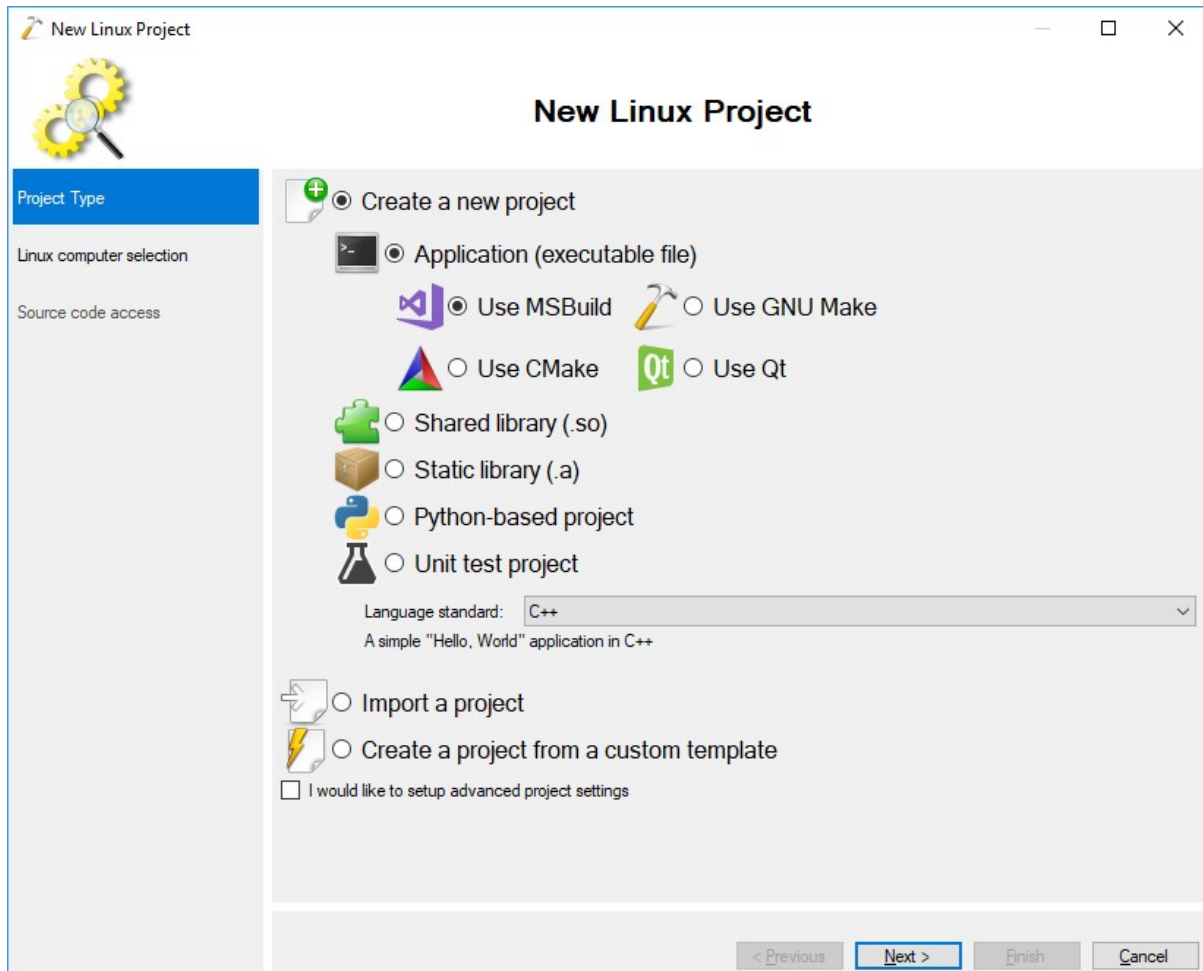 New Linux Project
New Linux Project
Project Type
Linux computer selection
Source code access
Create a new project
>_
Application (executable file)
Use MSBuild Use GNU Make
Use CMake Qt Use Qt
Shared library (.so)
Static library (.a)
Python-based project
Unit test project
Language standard: C++
A simple "Hello, World" application in C++
Import a project
Create a project from a custom template
I would like to setup advanced project settings
< Previous Next > Finish Cancel